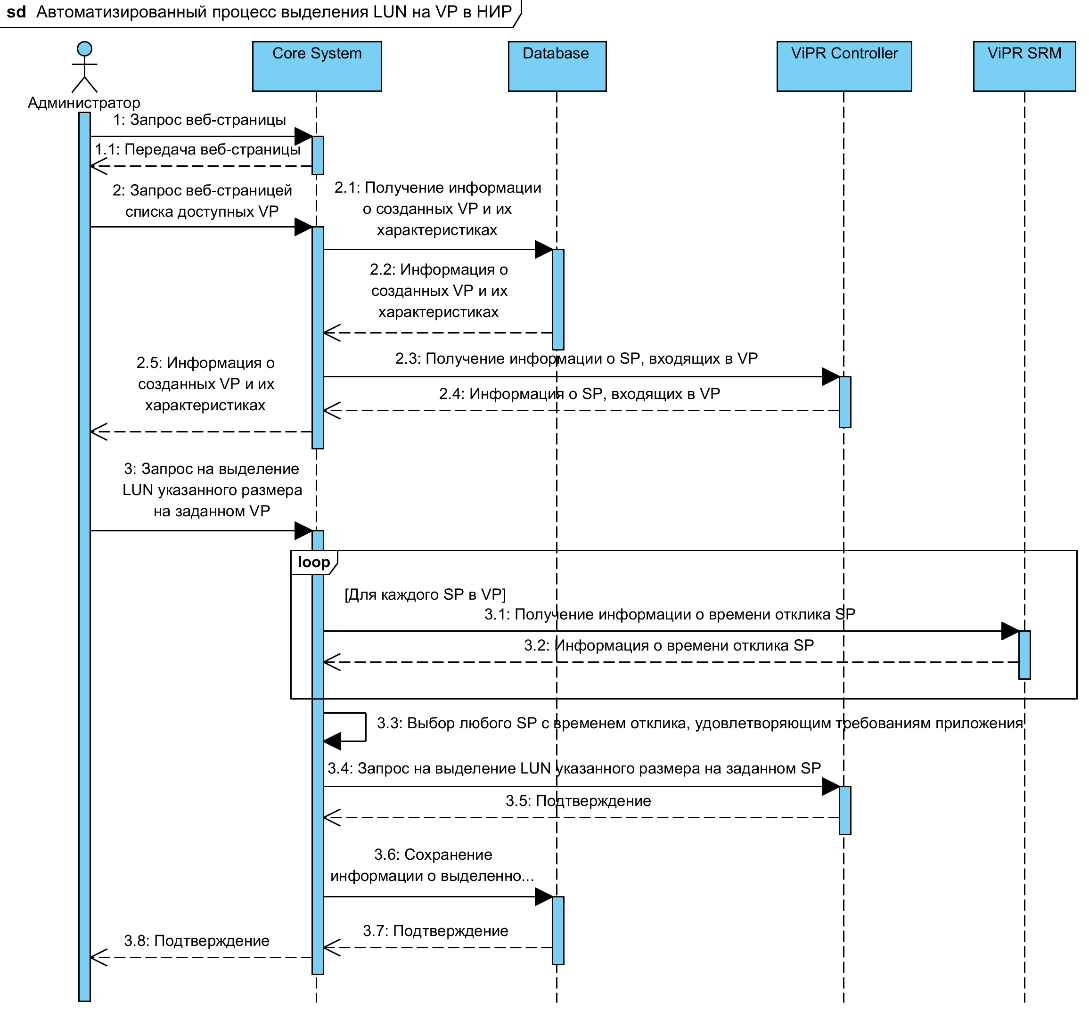 sd Автоматизированный процесс выделения LUN на VP в НИР
Администратор
Core System
Database
ViPR Controller
ViPR SRM
1: Запрос веб-страницы
1.1: Передача веб-страницы
2: Запрос веб-страницей
списка доступных VP
2.1: Получение информации
о созданных VP и их
характеристиках
2.2: Информация о
созданных VP и их
характеристиках
2.3: Получение информации о SP, входящих в VP
2.4: Информация о SP, входящих в VP
2.5: Информация о
созданных VP и их
характеристиках
3: Запрос на выделение
LUN указанного размера
на заданном VP
loop
[Для каждого SP в VP]
3.1: Получение информации о времени отклика SP
3.2: Информация о времени отклика SP
3.3: Выбор любого SP с временем отклика, удовлетворяющим требованиям приложения
3.4: Запрос на выделение LUN указанного размера на заданном SP
3.5: Подтверждение
3.6: Сохранение
информации о выделенно...
3.7: Подтверждение
3.8: Подтверждение